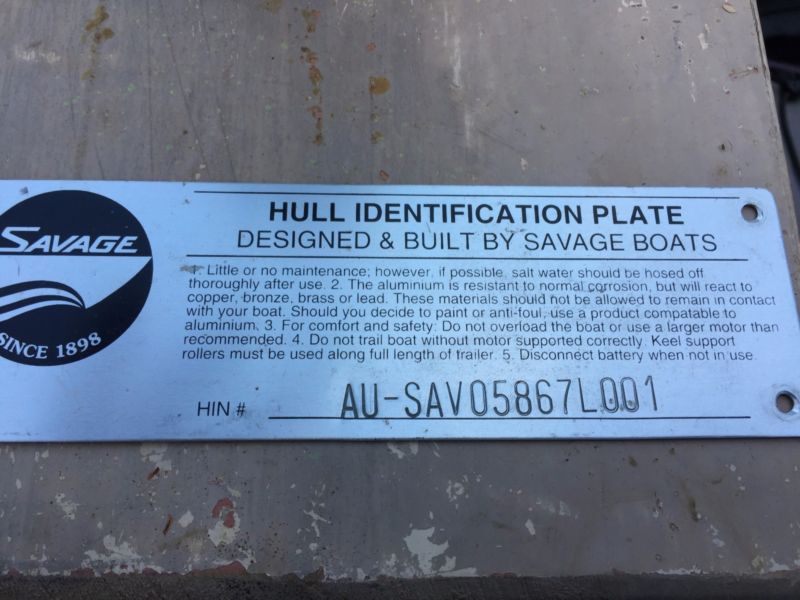 SAVAGE
SINCE 1898
HULL IDENTIFICATION PLATE
DESIGNED & BUILT BY SAVAGE BOATS
1. Little or no maintenance; however, if possible, salt water should be hosed off
thoroughly after use. 2. The aluminium is resistant to normal corrosion, but will react to
copper, bronze, brass or lead. These materials should not be allowed to remain in contact
with your boat. Should you decide to paint or anti-foul, use a product compatable to
aluminium. 3. For comfort and safety: Do not overload the boat or use a larger motor than
recommended. 4. Do not trail boat without motor supported correctly. Keel support
rollers must be used along full length of trailer. 5. Disconnect battery when not in use.
HIN # AU-SAV05867L001